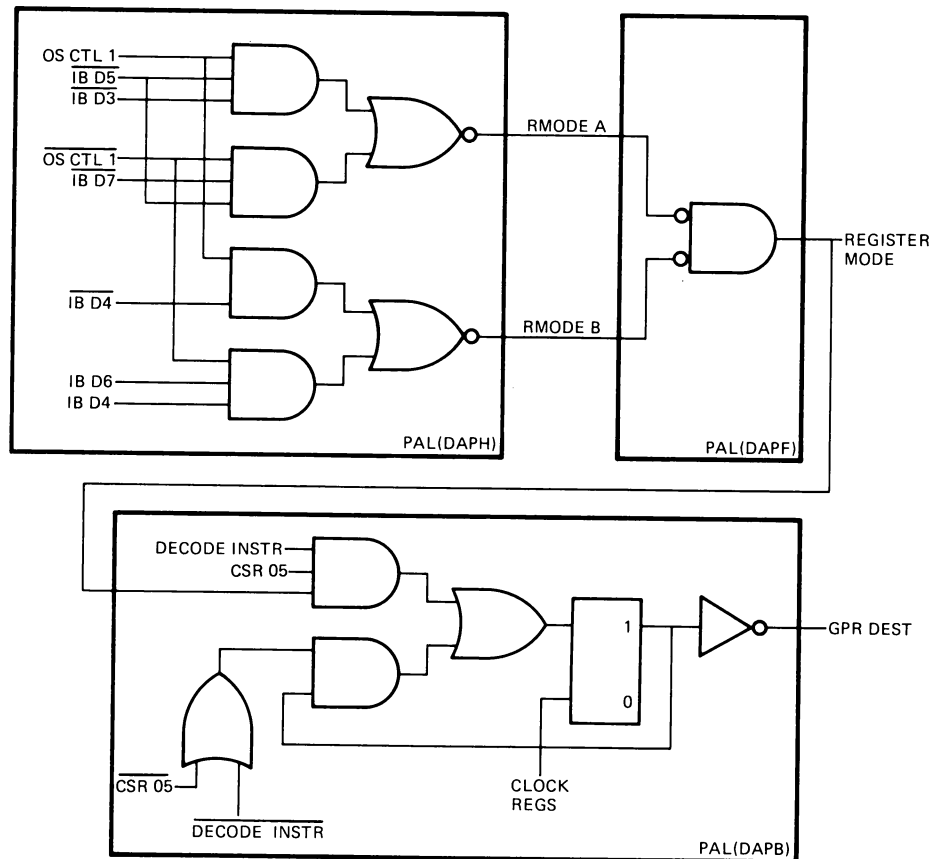 OS CTL 1
IB D5
IB D3
OS CTL 1
IB D7
IB D4
IB D6
IB D4
RMODE A
RMODE B
PAL(DAPH)
PAL(DAPF)
REGISTER
MODE
DECODE INSTR
CSR 05
1
0
GPR DEST
CSR 05
DECODE INSTR
CLOCK
REGS
PAL(DAPB)